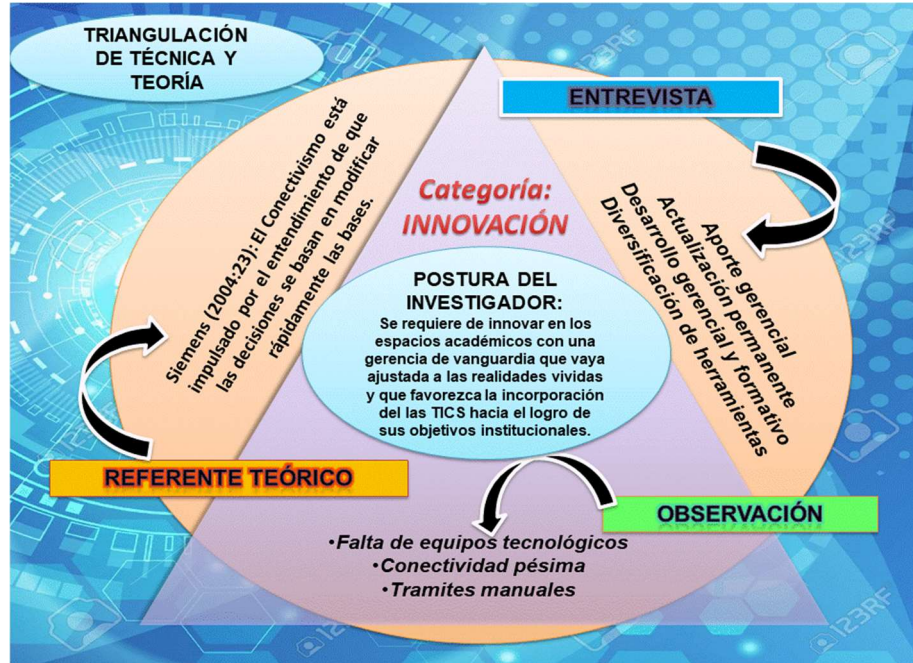 TRIANGULACIÓN
DE TÉCNICA Y
TEORÍA
ENTREVISTA
Siemens (2004:23): El Conectivismo está
impulsado por el entendimiento de que
las decisiones se basan en modificar
rápidamente las bases.
Categoría:
INNOVACIÓN
Aporte gerencial
Actualización permanente
Desarrollo gerencial y formativo
Diversificación de herramientas
POSTURA DEL
INVESTIGADOR:
Se requiere de innovar en los
espacios académicos con una
gerencia de vanguardia que vaya
ajustada a las realidades vividas
y que favorezca la incorporación
del las TICS hacia el logro de
sus objetivos institucionales.
REFERENTE TEÓRICO
OBSERVACIÓN
•Falta de equipos tecnológicos
•Conectividad pésima
•Tramites manuales
123RF
123RF
123RF
123RF